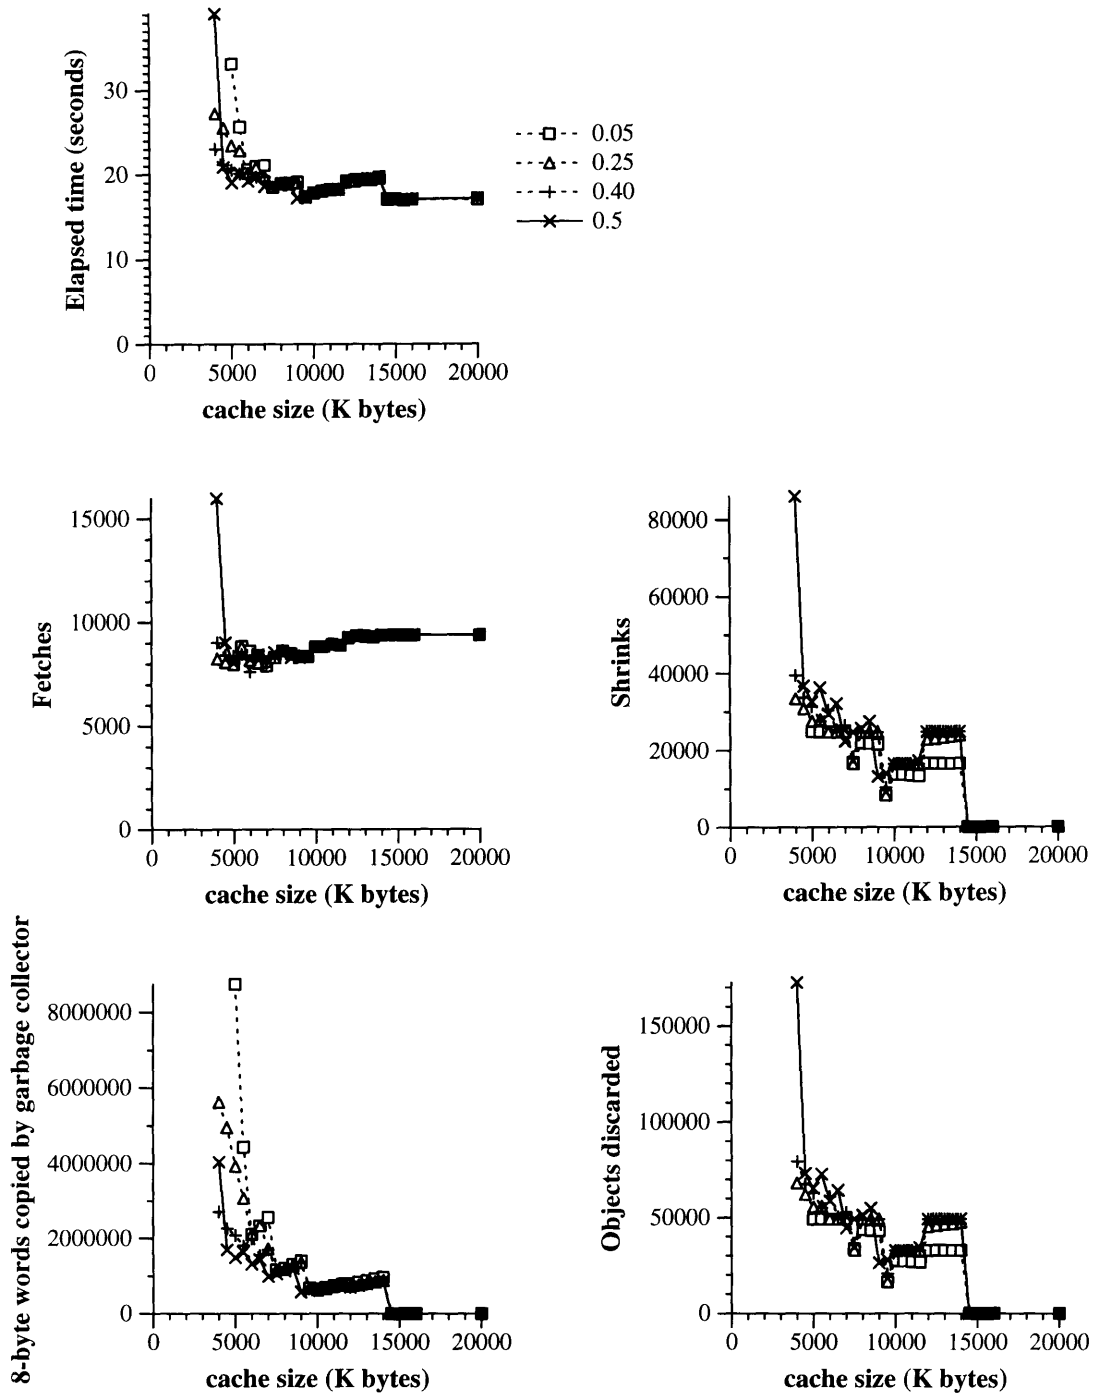 30
20
10
0
Elapsed time (seconds)
0 5000 10000 15000 20000
cache size (K bytes)
0.05
0.25
0.40
0.5
15000
10000
5000
0
Fetches
0 5000 10000 15000 20000
cache size (K bytes)
80000
60000
40000
20000
0
Shrinks
0 5000 10000 15000 20000
cache size (K bytes)
8000000
6000000
4000000
2000000
0
8-byte words copied by garbage collector
0 5000 10000 15000 20000
cache size (K bytes)
150000
100000
50000
0
Objects discarded
0 5000 10000 15000 20000
cache size (K bytes)